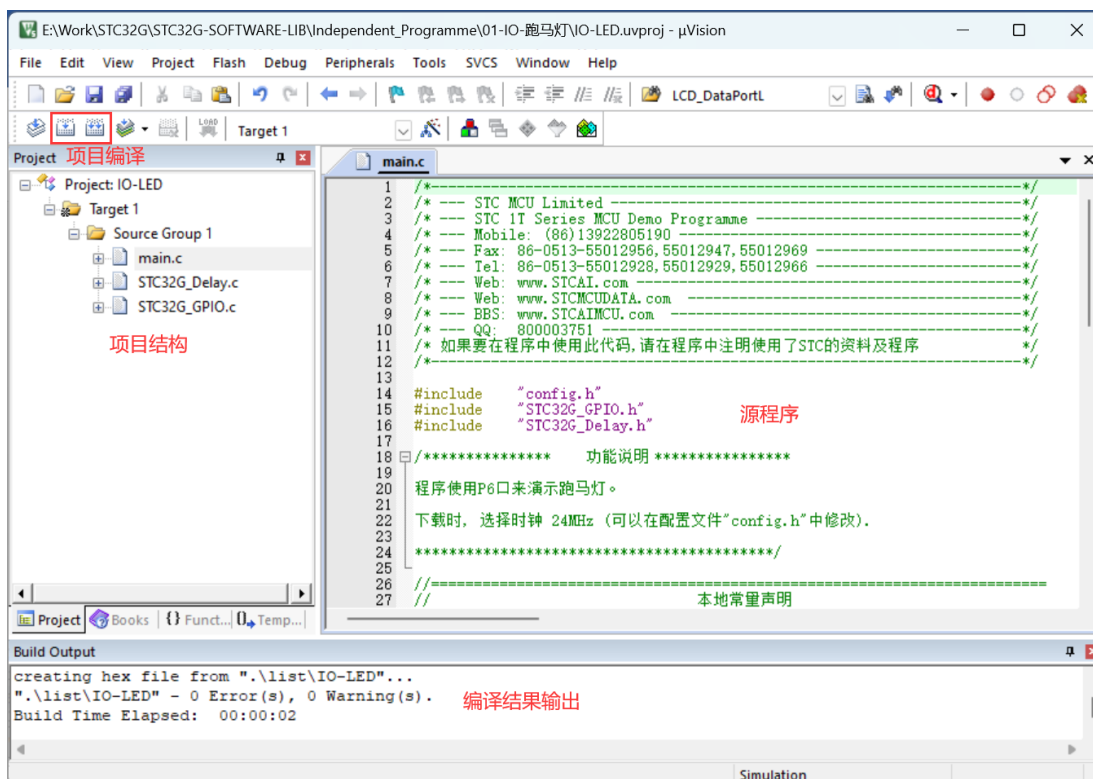 E:\Work\STC32G\STC32G-SOFTWARE-LIB\Independent_Programme\01-IO-跑马灯\IO-LED.uvproj - µVision
File Edit View Project Flash Debug Peripherals Tools SVCS Window Help
LCD_DataPortL
LOAD
Target 1
Project 项目编译
main.c
Project: IO-LED
Target 1
Source Group 1
main.c
STC32G_Delay.c
STC32G_GPIO.c
项目结构
1 /*---------------------------------------------------------------------*/
2 /* --- STC MCU Limited ------------------------------------------------*/
3 /* --- STC 1T Series MCU Demo Programme -------------------------------*/
4 /* --- Mobile: (86)13922805190 ----------------------------------------*/
5 /* --- Fax: 86-0513-55012956,55012947,55012969 ------------------------*/
6 /* --- Tel: 86-0513-55012928,55012929,55012966 ------------------------*/
7 /* --- Web: www.STCAI.com ---------------------------------------------*/
8 /* --- Web: www.STCMCUDATA.com  ---------------------------------------*/
9 /* --- BBS: www.STCAIMCU.com  -----------------------------------------*/
10 /* --- QQ:  800003751 -------------------------------------------------*/
11 /* 如果要在程序中使用此代码,请在程序中注明使用了STC的资料及程序 */
12 /*---------------------------------------------------------------------*/
13
14 #include "config.h"
15 #include "STC32G_GPIO.h"
16 #include "STC32G_Delay.h"
源程序
17
18 /*************** 功能说明 ****************
19
20 程序使用P6口来演示跑马灯。
21
22 下载时, 选择时钟 24MHz (可以在配置文件"config.h"中修改).
23
24 ******************************************/
25
26 //========================================================================
27 // 本地常量声明
Project Books {} Funct... 0 Temp...
Build Output
creating hex file from ".\list\IO-LED"...
".\list\IO-LED" - 0 Error(s), 0 Warning(s).
Build Time Elapsed:  00:00:02
编译结果输出
Simulation